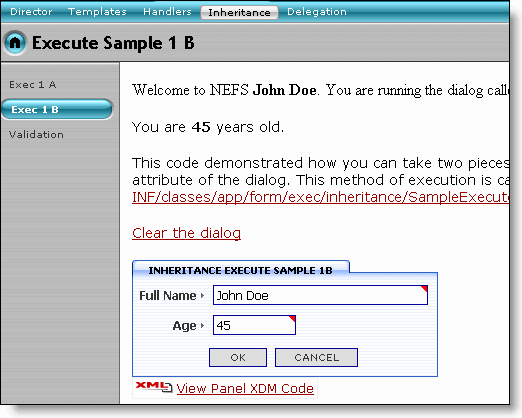 Director Templates Handlers Inheritance Delegation
Execute Sample 1 B
Exec 1 A
Exec 1 B
Validation
Welcome to NEFS John Doe. You are running the dialog calle
You are 45 years old.
This code demonstrated how you can take two pieces
attribute of the dialog. This method of execution is ca
INF/classes/app/form/exec/inheritance/SampleExecut
Clear the dialog
INHERITANCE EXECUTE SAMPLE 1B
Full Name John Doe
Age 45
OK CANCEL
XML View Panel XDM Code